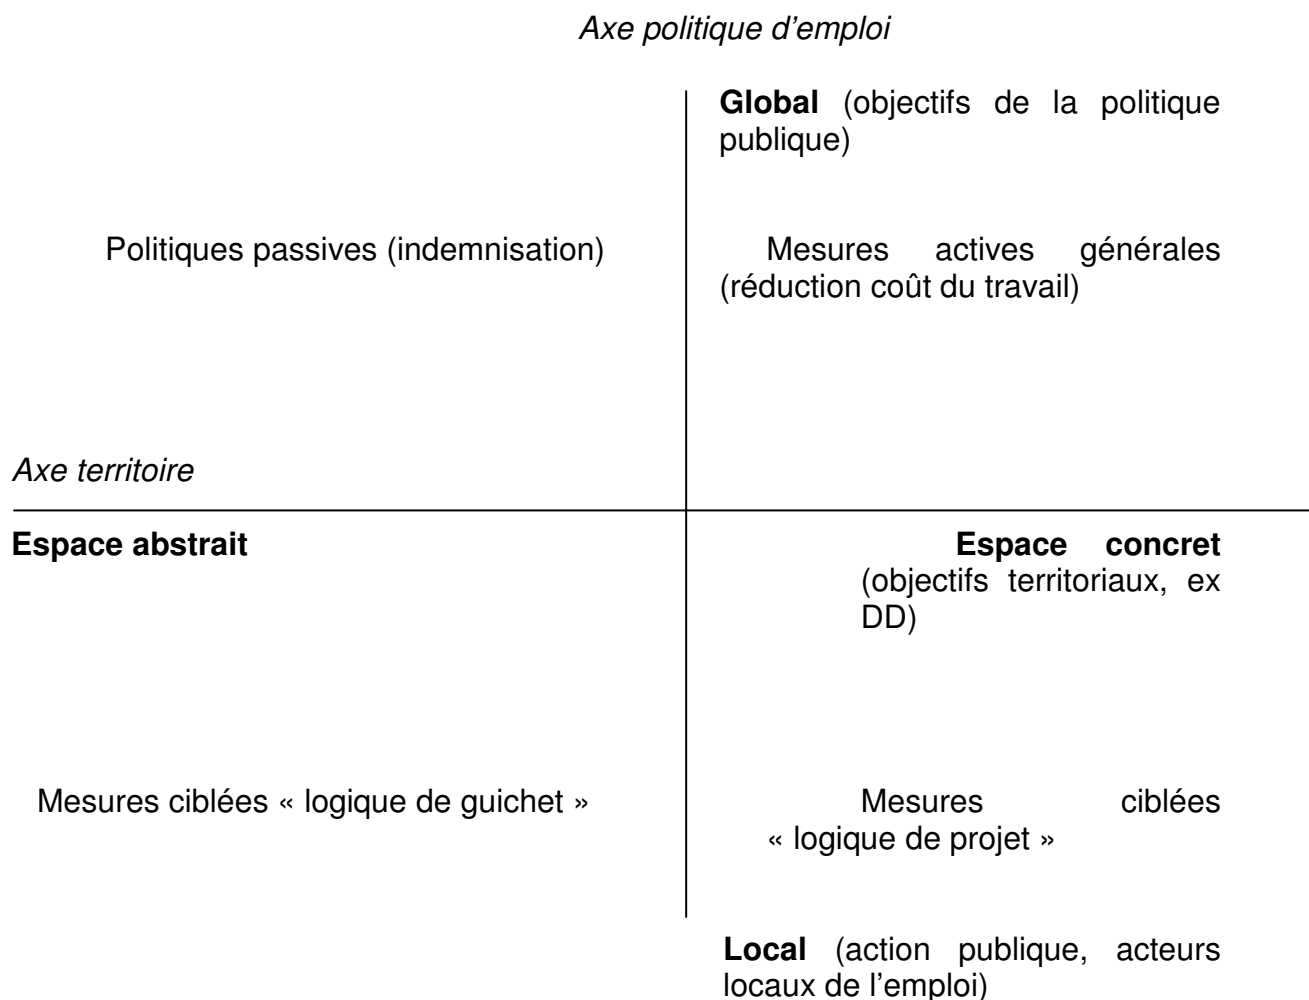 Axe politique d’emploi
Global (objectifs de la politique
publique)
Politiques passives (indemnisation)
Mesures actives générales
(réduction coût du travail)
Axe territoire
Espace abstrait
Espace concret
(objectifs territoriaux, ex
DD)
Mesures ciblées « logique de guichet »
Mesures ciblées
« logique de projet »
Local (action publique, acteurs
locaux de l’emploi)